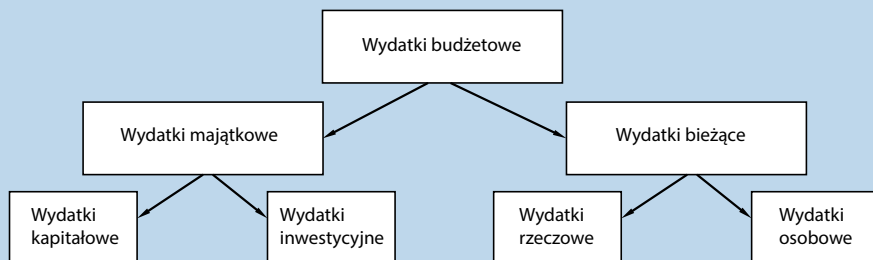 Wydatki budżetowe
Wydatki majątkowe
Wydatki bieżące
Wydatki
kapitałowe
Wydatki
inwestycyjne
Wydatki
rzeczowe
Wydatki
osobowe